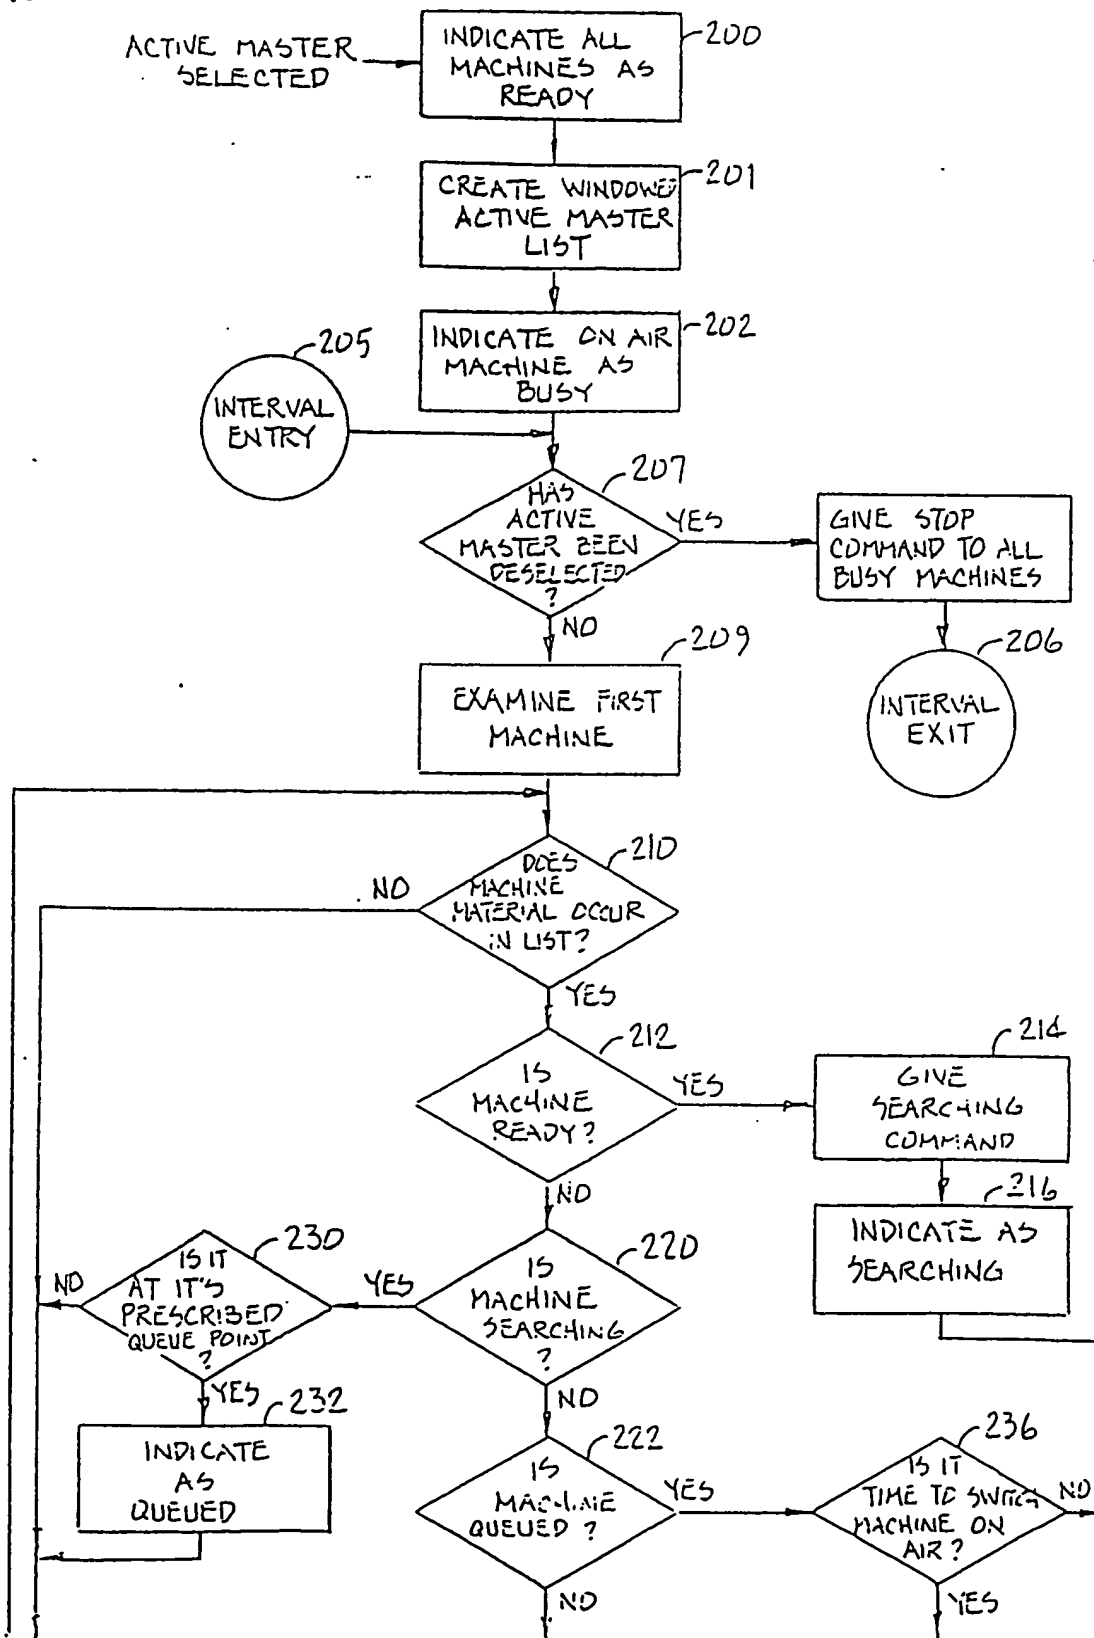 ACTIVE MASTER
SELECTED
INDICATE ALL
MACHINES AS
READY
200
CREATE WINDOWED
ACTIVE MASTER
LIST
201
INDICATE ON AIR
MACHINE AS
BUSY
202
205
INTERVAL
ENTRY
207
HAS
ACTIVE
MASTER BEEN
DESELECTED
?
YES
NO
GIVE STOP
COMMAND TO ALL
BUSY MACHINES
206
INTERVAL
EXIT
209
EXAMINE FIRST
MACHINE
210
DOES
MACHINE
MATERIAL OCCUR
IN LIST?
NO
YES
212
IS
MACHINE
READY?
YES
NO
214
GIVE
SEARCHING
COMMAND
216
INDICATE AS
SEARCHING
220
IS
MACHINE
SEARCHING
?
YES
NO
230
IS IT
AT IT'S
PRESCRIBED
QUEUE POINT
?
NO
YES
232
INDICATE
AS
QUEUED
222
IS
MACHINE
QUEUED?
YES
NO
236
IS IT
TIME TO SWITCH
MACHINE ON
AIR?
NO
YES